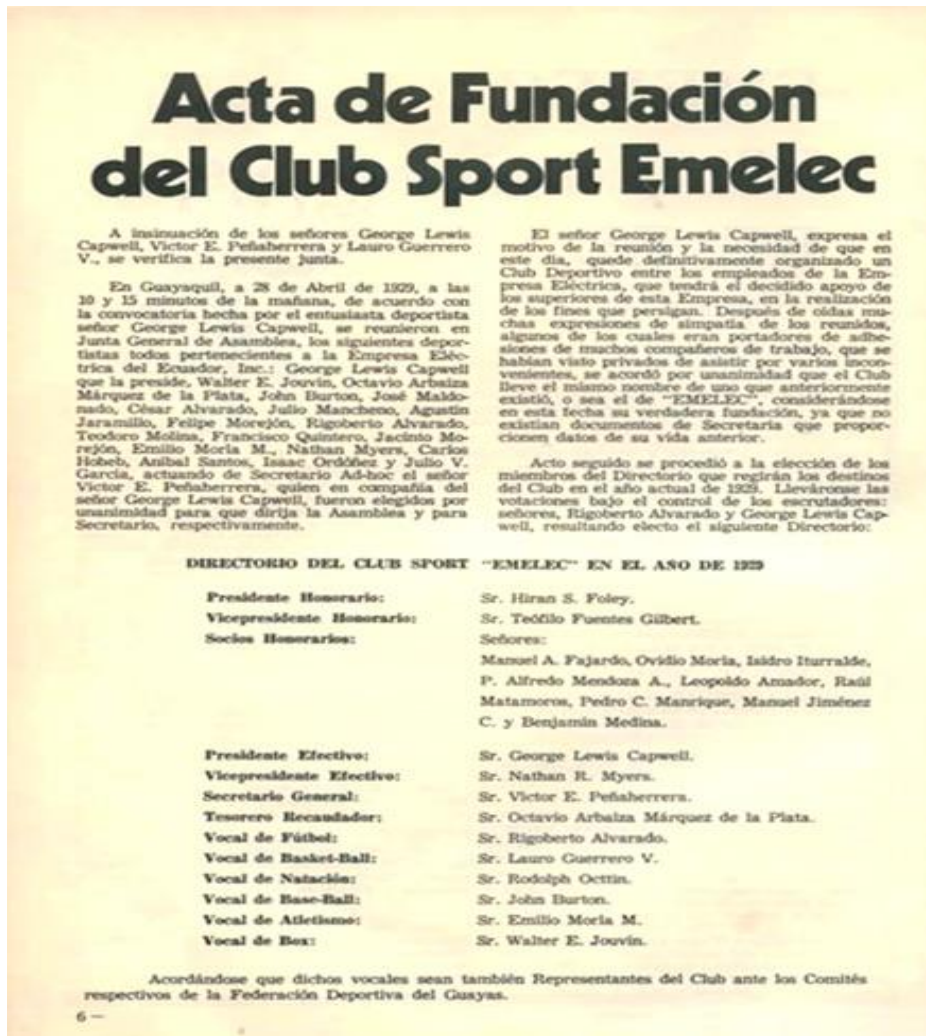 Acta de Fundación
del Club Sport Emelec
A insinuación de los señores George Lewis
Capwell, Victor E. Peñaherrera y Lauro Guerrero
V., se verifica la presente junta.
En Guayaquil, a 28 de Abril de 1929, a las
10 y 15 minutos de la mañana, de acuerdo con
la convocatoria hecha por el entusiasta deportista
señor George Lewis Capwell, se reunieron en
Junta General de Asamblea, los siguientes depor-
tistas todos pertenecientes a la Empresa Eléc-
trica del Ecuador, Inc.: George Lewis Capwell
que la preside, Walter E. Jouvin, Octavio Arbaiza
Márquez de la Plata, John Burton, José Maldo-
nado, César Alvarado, Julio Mancheno, Agustin
Jaramillo, Felipe Morejón, Rigoberto Alvarado,
Teodoro Molina, Francisco Quintero, Jacinto Mo-
rejón, Emilio Morla M., Nathan Myers, Carlos
Hobeb, Anibal Santos, Isaac Ordóñez y Julio V.
Garcia, actuando de Secretario Ad-hoc el señor
Victor E. Peñaherrera, quien en compañia del
señor George Lewis Capwell, fueron elegidos por
unanimidad para que dirija la Asamblea y para
Secretario, respectivamente.
El señor George Lewis Capwell, expresa el
motivo de la reunión y la necesidad de que en
este dia, quede definitivamente organizado un
Club Deportivo entre los empleados de la Em-
presa Eléctrica, que tendrá el decidido apoyo de
los superiores de esta Empresa, en la realización
de los fines que persigan. Después de oidas mu-
chas expresiones de simpatia de los reunidos,
algunos de los cuales eran portadores de adhe-
siones de muchos compañeros de trabajo, que se
habian visto privados de asistir por varios incon-
venientes, se acordó por unanimidad que el Club
lleve el mismo nombre de uno que anteriormente
existió, o sea el de "EMELEC", considerándose
en esta fecha su verdadera fundación, ya que no
existian documentos de Secretaria que propor-
cionen datos de su vida anterior.
Acto seguido se procedió a la elección de los
miembros del Directorio que regirán los destinos
del Club en el año actual de 1929. Lleváronse las
votaciones bajo el control de los escrutadores:
señores, Rigoberto Alvarado y George Lewis Cap-
well, resultando electo el siguiente Directorio:
DIRECTORIO DEL CLUB SPORT "EMELEC" EN EL AÑO DE 1929
Presidente Honorario: Sr. Hiran S. Foley.
Vicepresidente Honorario: Sr. Teófilo Fuentes Gilbert.
Socios Honorarios: Señores:
Manuel A. Fajardo, Ovidio Morla, Isidro Iturralde,
P. Alfredo Mendoza A., Leopoldo Amador, Raúl
Matamoros, Pedro C. Manrique, Manuel Jiménez
C. y Benjamin Medina.
Presidente Efectivo: Sr. George Lewis Capwell.
Vicepresidente Efectivo: Sr. Nathan R. Myers.
Secretario General: Sr. Victor E. Peñaherrera.
Tesorero Recaudador: Sr. Octavio Arbaiza Márquez de la Plata.
Vocal de Fútbol: Sr. Rigoberto Alvarado.
Vocal de Basket-Ball: Sr. Lauro Guerrero V.
Vocal de Natación: Sr. Rodolph Octtin.
Vocal de Base-Ball: Sr. John Burton.
Vocal de Atletismo: Sr. Emilio Morla M.
Vocal de Box: Sr. Walter E. Jouvin.
Acordándose que dichos vocales sean también Representantes del Club ante los Comités
respectivos de la Federación Deportiva del Guayas.
6 —